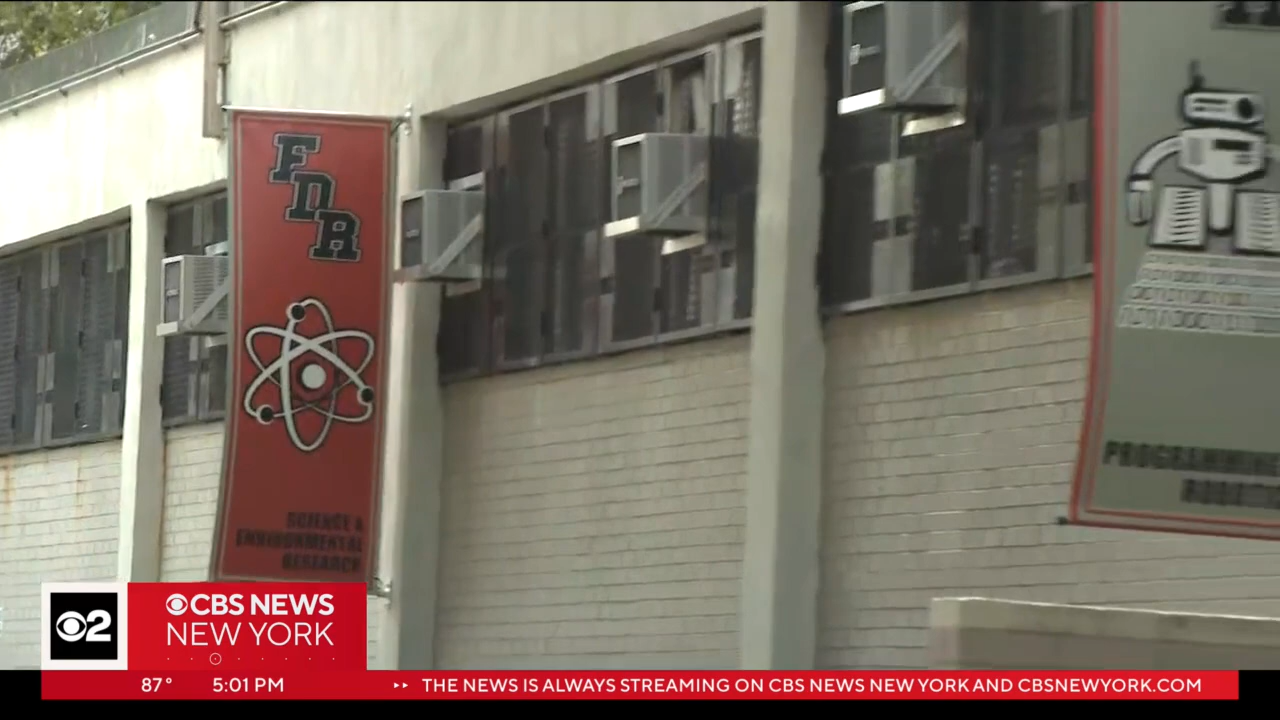 FDR
SCIENCE &
ENVIRONMENTAL
RESEARCH
2
CBS NEWS
NEW YORK
87° 5:01 PM THE NEWS IS ALWAYS STREAMING ON CBS NEWS NEW YORK AND CBSNEWYORK.COM